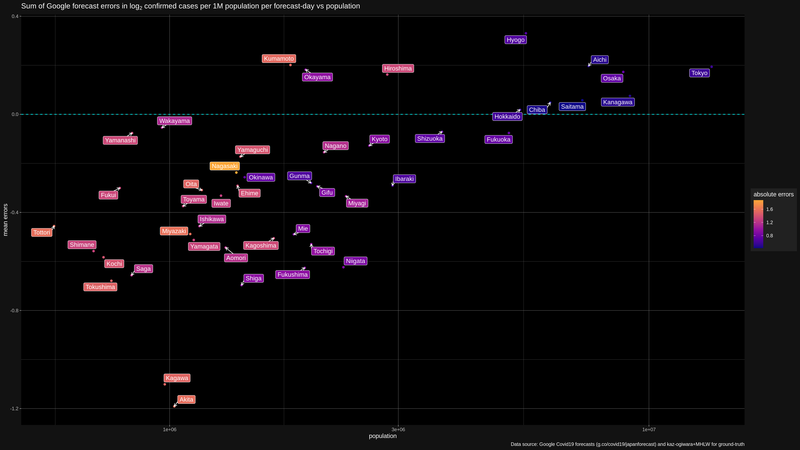 Sum of Google forecast errors in log₂ confirmed cases per 1M population per forecast-day vs population
0.4
Hyogo
Kumamoto
Aichi
Hiroshima
Okayama
Osaka
Tokyo
Kanagawa
Saitama
Chiba
0.0
Hokkaido
Wakayama
Yamanashi
Kyoto
Shizuoka
Fukuoka
Nagano
Yamaguchi
Nagasaki
Okinawa
Gunma
Ibaraki
Oita
Fukui
Ehime
Gifu
Toyama
Iwate
Miyagi
absolute errors
1.6
1.2
0.8
mean errors
-0.4
Ishikawa
Tottori
Miyazaki
Mie
Shimane
Yamagata
Kagoshima
Tochigi
Kochi
Aomori
Niigata
Saga
Tokushima
Shiga
Fukushima
-0.8
Kagawa
Akita
-1.2
1e+06
3e+06
1e+07
population
Data source: Google Covid19 forecasts (g.co/covid19/japanforecast) and kaz-ogiwara+MHLW for ground-truth